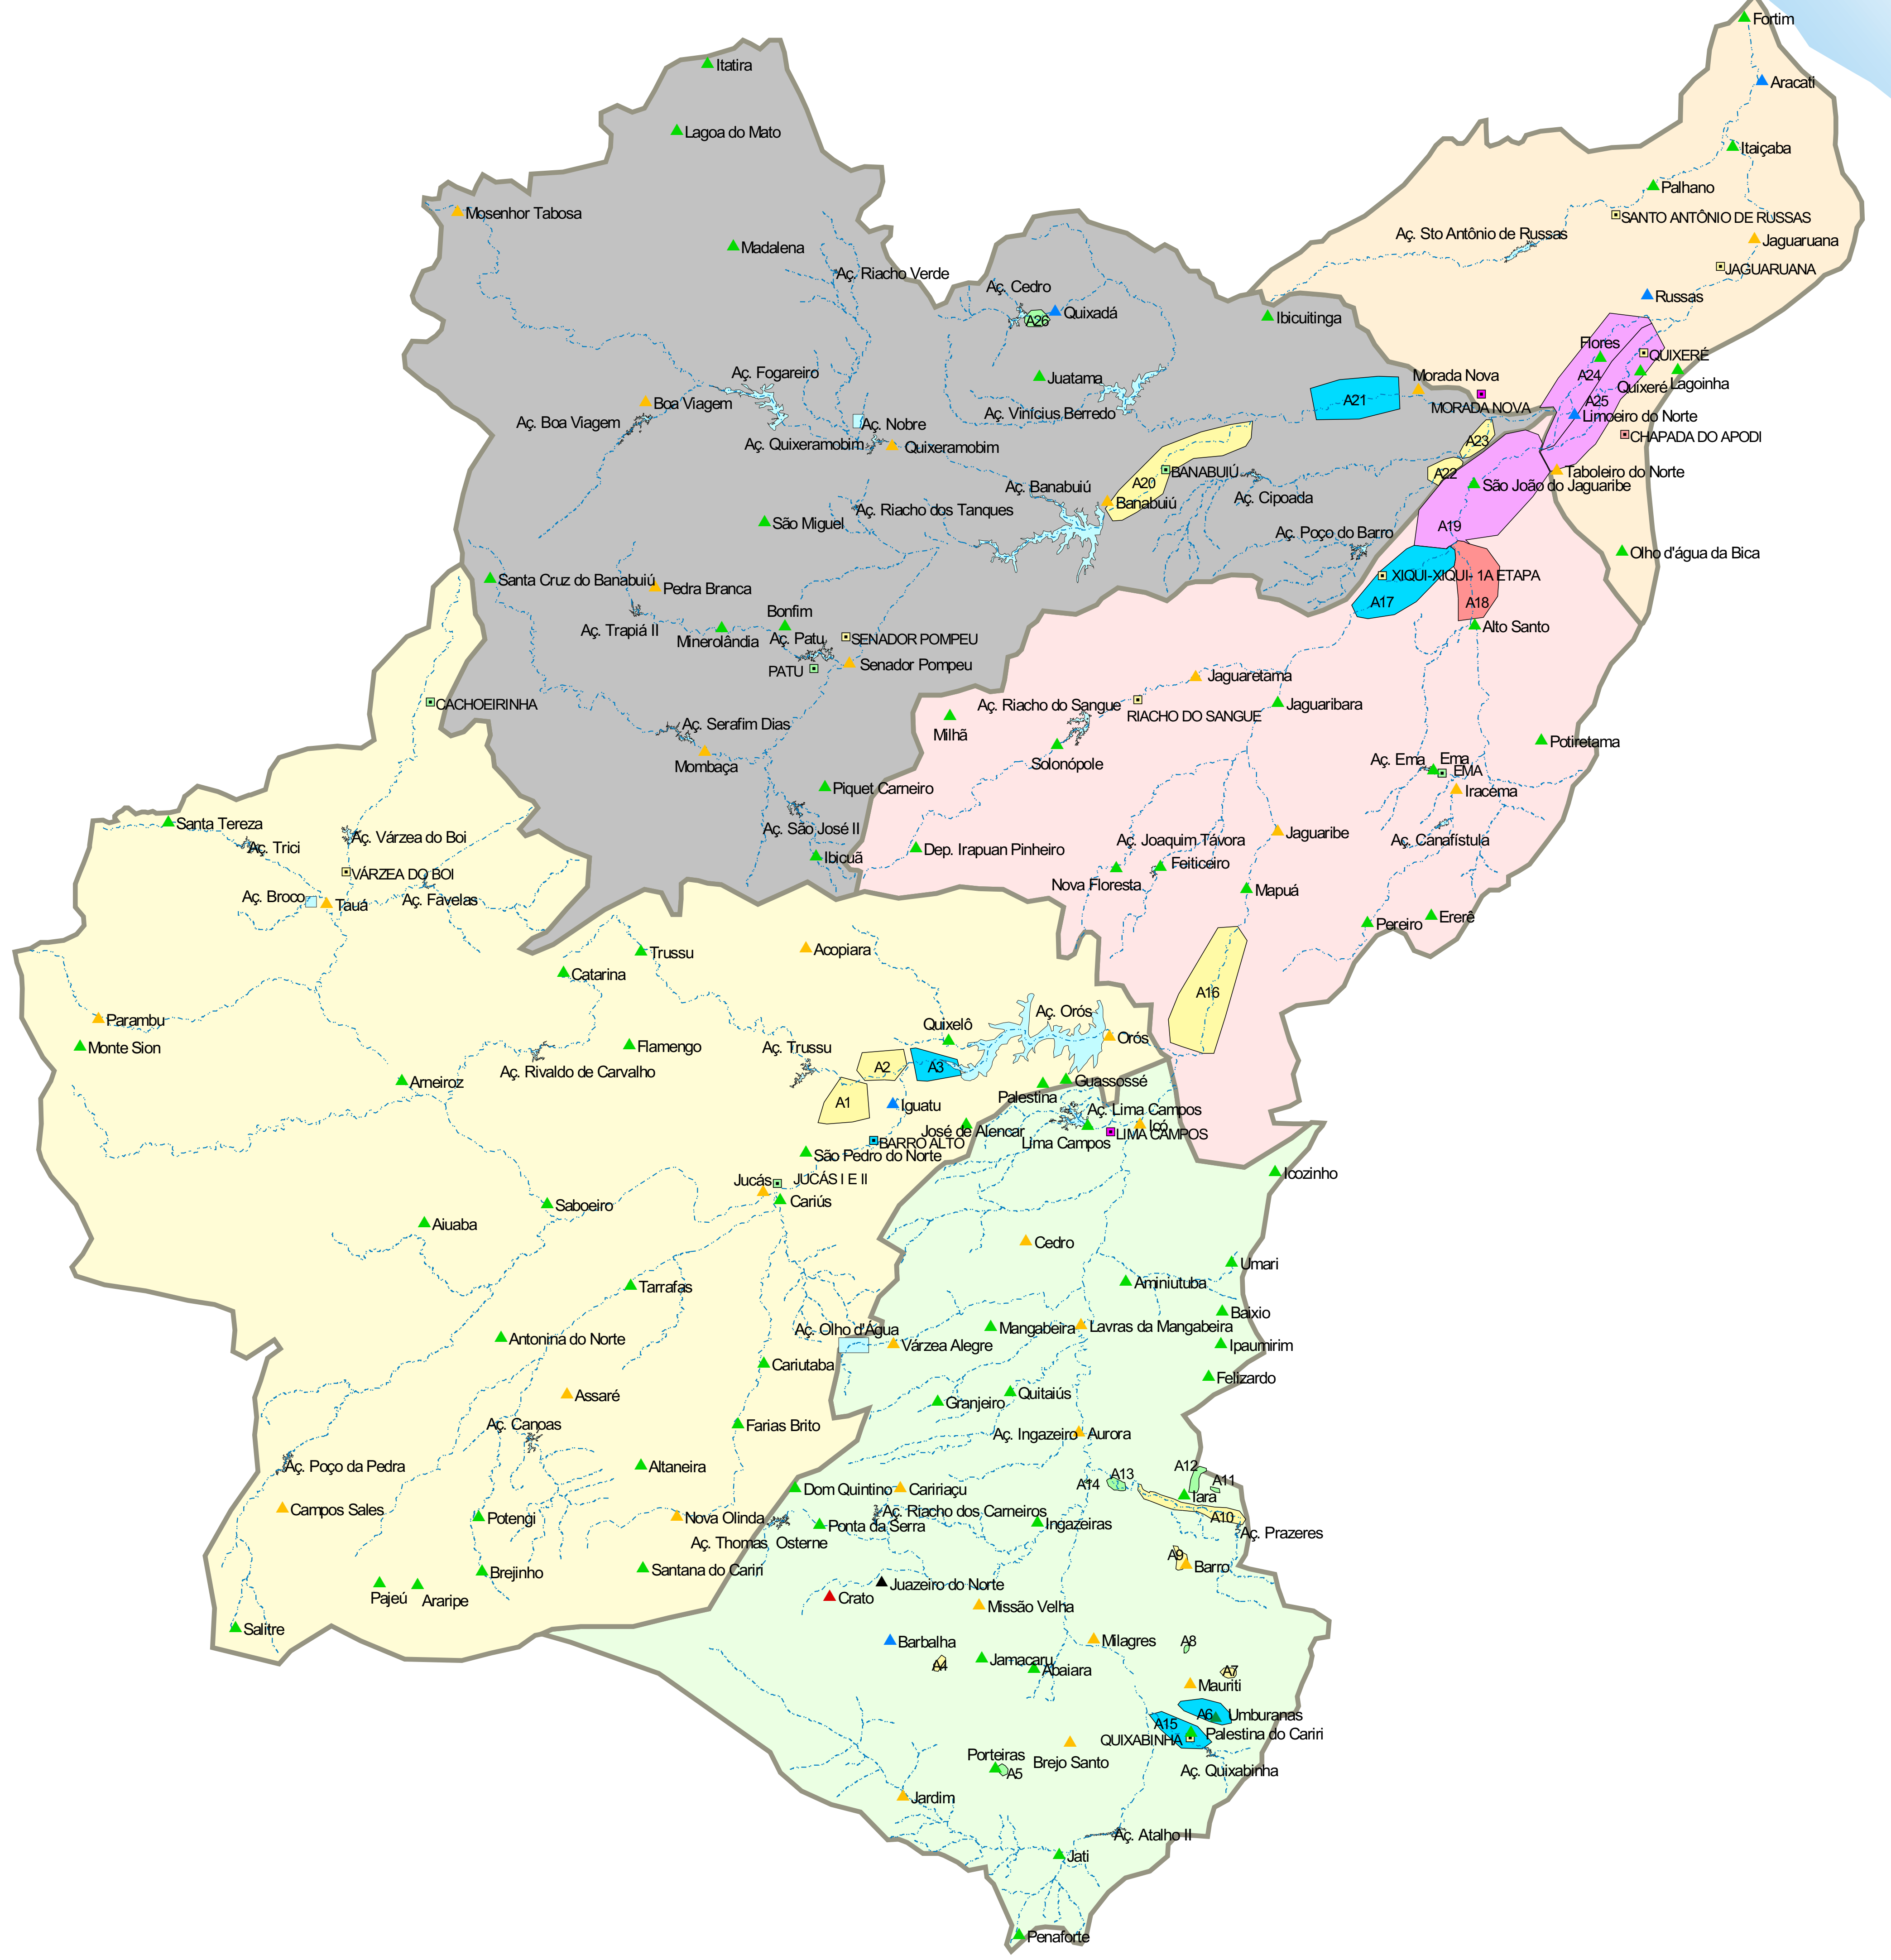 Fortim
Aracati
Itatira
Lagoa do Mato
Itaiçaba
Palhano
Mosenhor Tabosa
SANTO ANTÔNIO DE RUSSAS
Aç. Sto Antônio de Russas
Jaguaruana
Madalena
JAGUARUANA
Aç. Riacho Verde
Aç. Cedro
Russas
Quixadá
A26
Ibicuitinga
Flores
QUIXERÉ
Aç. Fogareiro
Juatama
Morada Nova
A24
Quixeré
Lagoinha
Boa Viagem
A21
A25
MORADA NOVA
Aç. Vinícius Berredo
Limoeiro do Norte
Aç. Boa Viagem
Aç. Nobre
CHAPADA DO APODI
Aç. Quixeramobim
Quixeramobim
A23
BANABUIÚ
A22
Taboleiro do Norte
A20
São João do Jaguaribe
Aç. Banabuiú
Banabuiú
Aç. Cipoada
Aç. Riacho dos Tanques
São Miguel
A19
Aç. Poço do Barro
Olho d'água da Bica
Santa Cruz do Banabuiú
XIQUI-XIQUI- 1A ETAPA
Pedra Branca
A17
A18
Bonfim
Alto Santo
Aç. Trapiá II
Minerolândia
Aç. Patu
SENADOR POMPEU
PATU
Senador Pompeu
Jaguaretama
CACHOEIRINHA
Aç. Riacho do Sangue
Jaguaribara
RIACHO DO SANGUE
Aç. Serafim Dias
Milhã
Potiretama
Solonópole
Aç. Ema
Ema
EMA
Mombaça
Piquet Carneiro
Iracema
Santa Tereza
Aç. São José II
Jaguaribe
Aç. Várzea do Boi
Aç. Joaquim Távora
Aç. Canafístula
Aç. Trici
Dep. Irapuan Pinheiro
Ibicuã
Feiticeiro
VÁRZEA DO BOI
Nova Floresta
Mapuá
Aç. Broco
Tauá
Aç. Favelas
Ererê
Pereiro
Trussu
Acopiara
Catarina
A16
Aç. Orós
Parambu
Quixelô
Orós
Monte Sion
Flamengo
Aç. Trussu
Aç. Rivaldo de Carvalho
A2
A3
Arneiroz
Guassossé
Palestina
A1
Iguatu
Aç. Lima Campos
Icó
José de Alencar
LIMA CAMPOS
Lima Campos
BARRO ALTO
São Pedro do Norte
Icozinho
Jucás
JUCÁS I E II
Cariús
Saboeiro
Aiuaba
Cedro
Umari
Aminiutuba
Tarrafas
Baixio
Aç. Olho d'Água
Mangabeira
Lavras da Mangabeira
Antonina do Norte
Várzea Alegre
Ipaumirim
Cariutaba
Felizardo
Assaré
Quitaiús
Granjeiro
Aç. Canoas
Farias Brito
Aç. Ingazeiro
Aurora
Aç. Poço da Pedra
Altaneira
A12
A13
A11
A14
Dom Quintino
Caririaçu
Iara
Campos Sales
Aç. Riacho dos Carneiros
Potengi
Nova Olinda
Ponta da Serra
Ingazeiras
A10
Aç. Prazeres
Aç. Thomas Osterne
A9
Barro
Santana do Cariri
Brejinho
Juazeiro do Norte
Pajeú
Araripe
Crato
Missão Velha
Salitre
Barbalha
Milagres
A8
Jamacaru
A4
Abaiara
A7
Mauriti
A6
Umburanas
A15
Palestina do Cariri
QUIXABINHA
Porteiras
Brejo Santo
A5
Aç. Quixabinha
Jardim
Aç. Atalho II
Jati
Penaforte